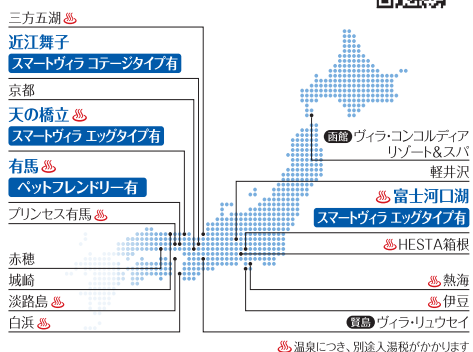 三方五湖
近江舞子
スマートヴィラ コテージタイプ有
京都
天の橋立
スマートヴィラ エッグタイプ有
有馬
ペットフレンドリー有
プリンセス有馬
赤穂
城崎
淡路島
白浜
函館 ヴィラ・コンコルディア
リゾート&スパ
軽井沢
富士河口湖
スマートヴィラ エッグタイプ有
HESTA箱根
熱海
伊豆
賢島 ヴィラ・リュウセイ
温泉につき、別途入湯税がかかります